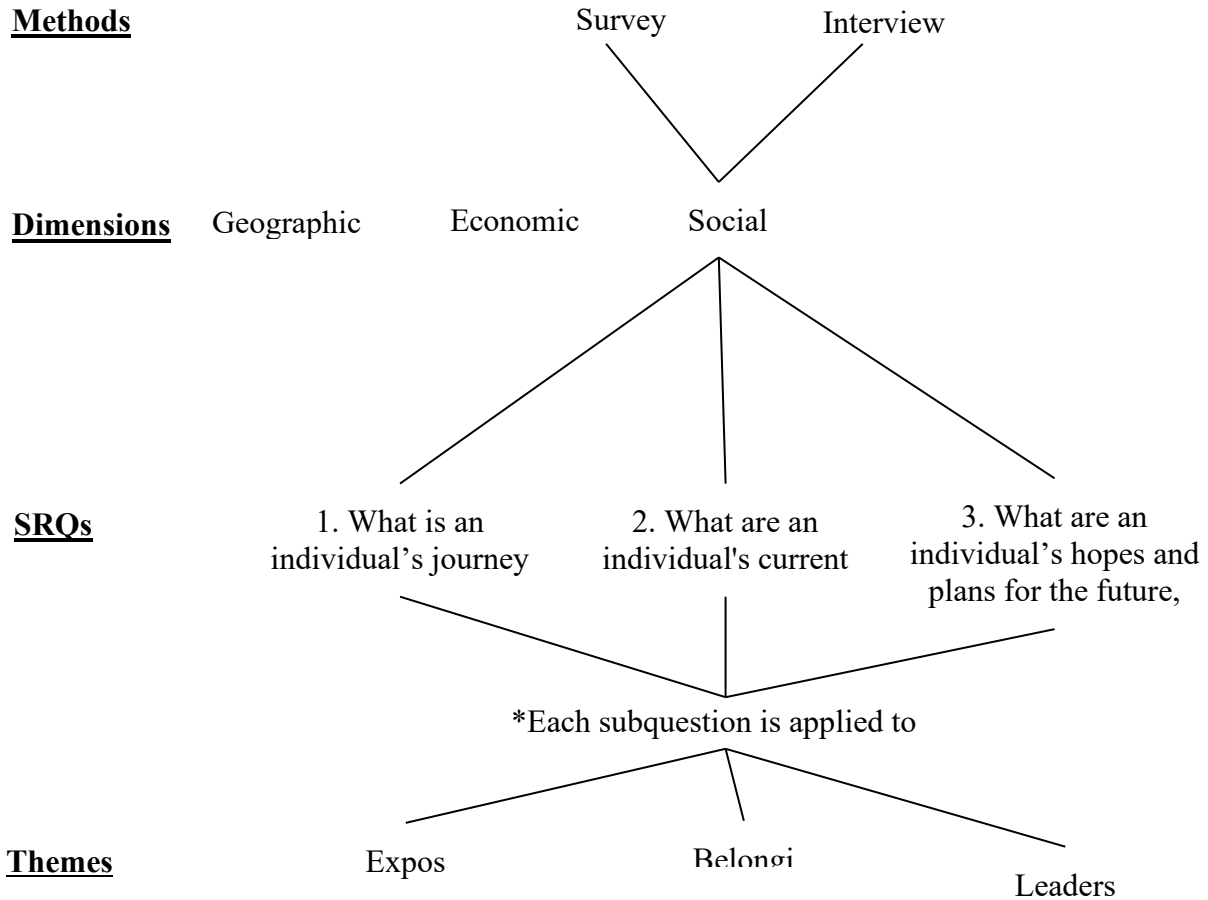 Methods Survey Interview
Dimensions Geographic Economic Social
SRQs
1. What is an
individual’s journey
2. What are an
individual's current
3. What are an
individual’s hopes and
plans for the future,
*Each subquestion is applied to
Themes Expos Belongi Leaders